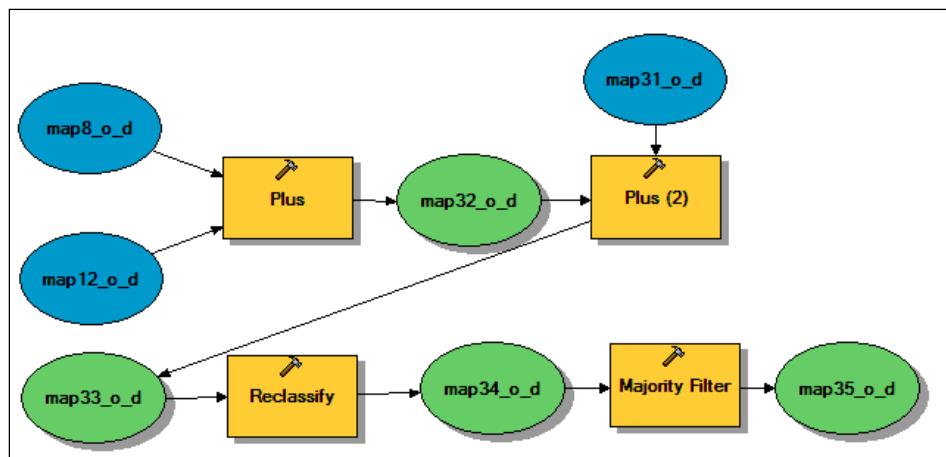 map31_o_d
map8_o_d
Plus
map32_o_d
Plus (2)
map12_o_d
map33_o_d
Reclassify
map34_o_d
Majority Filter
map35_o_d